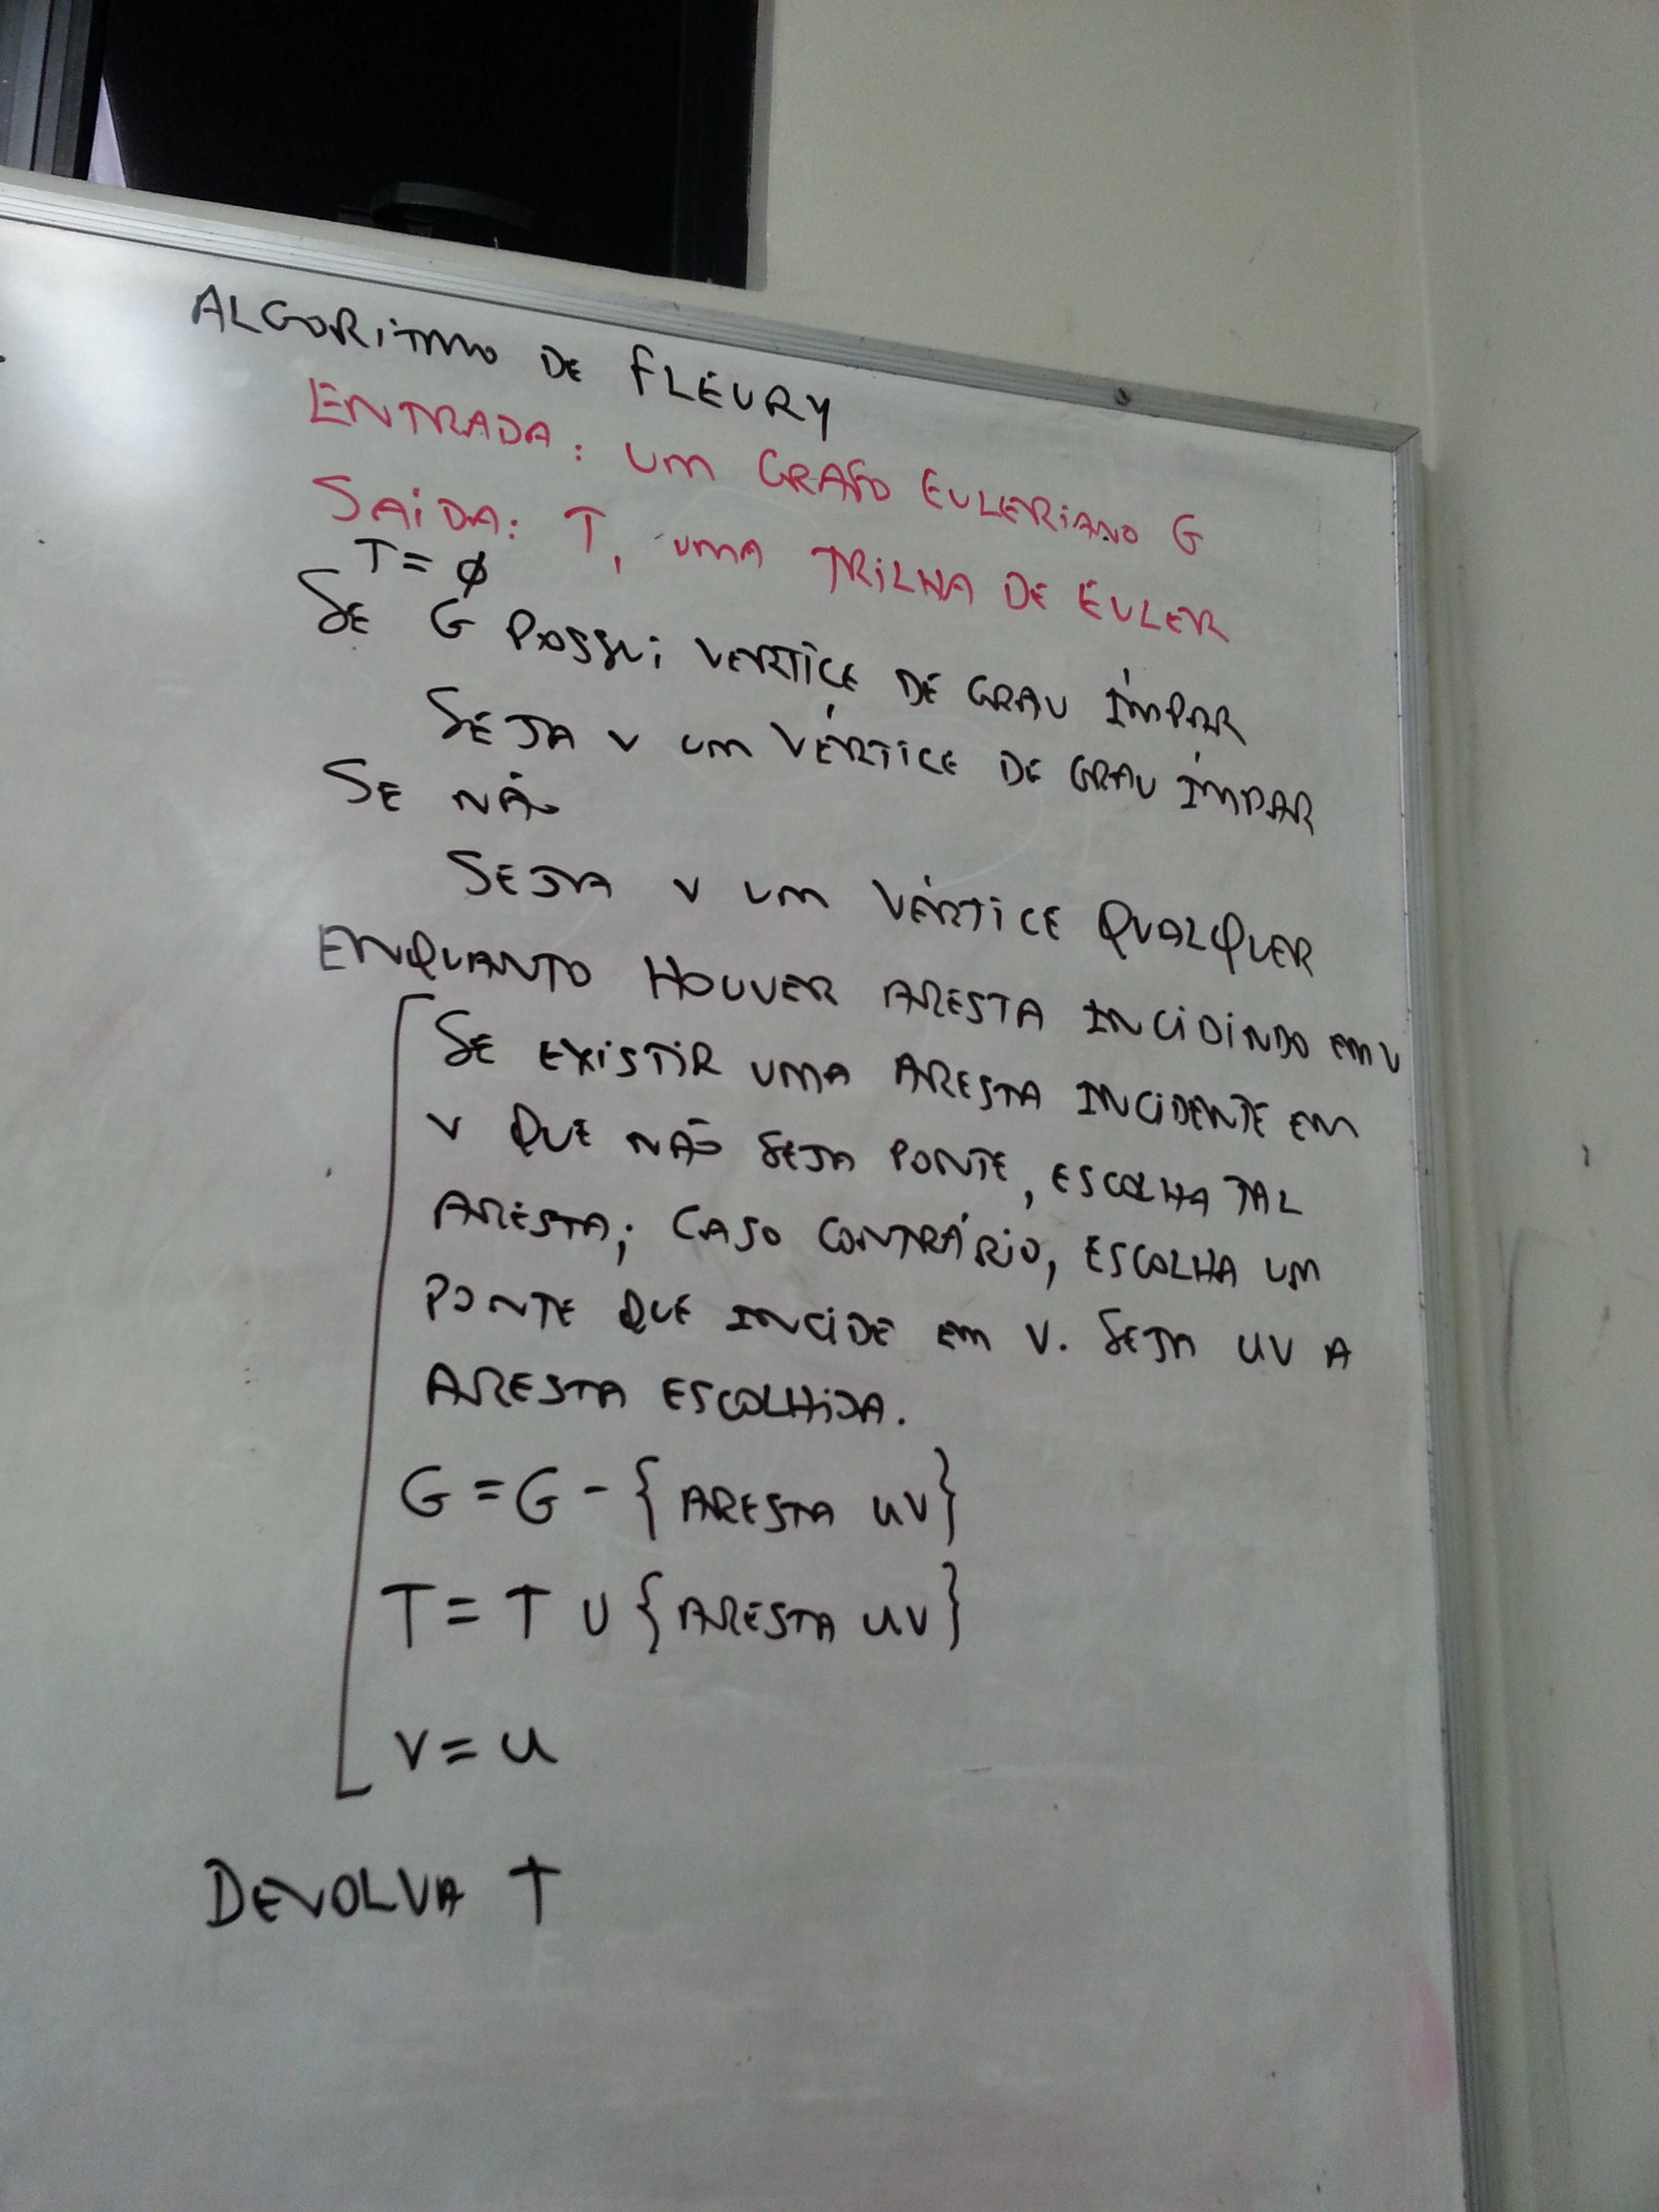 ALGORITMO DE FLEURY
ENTRADA: UM GRAFO EULERIANO G
SAÍDA: T, UMA TRILHA DE EULER
T = ∅
SE G POSSUI VÉRTICE DE GRAU ÍMPAR
SEJA V UM VÉRTICE DE GRAU ÍMPAR
SE NÃO
SEJA V UM VÉRTICE QUALQUER
ENQUANTO HOUVER ARESTA INCIDINDO EM V
SE EXISTIR UMA ARESTA INCIDENTE EM
V QUE NÃO SEJA PONTE, ESCOLHA TAL
ARESTA; CASO CONTRÁRIO, ESCOLHA UM
PONTE QUE INCIDE EM V. SEJA UV A
ARESTA ESCOLHIDA.
G = G - {ARESTA UV}
T = T ∪ {ARESTA UV}
V = U
DEVOLVA T